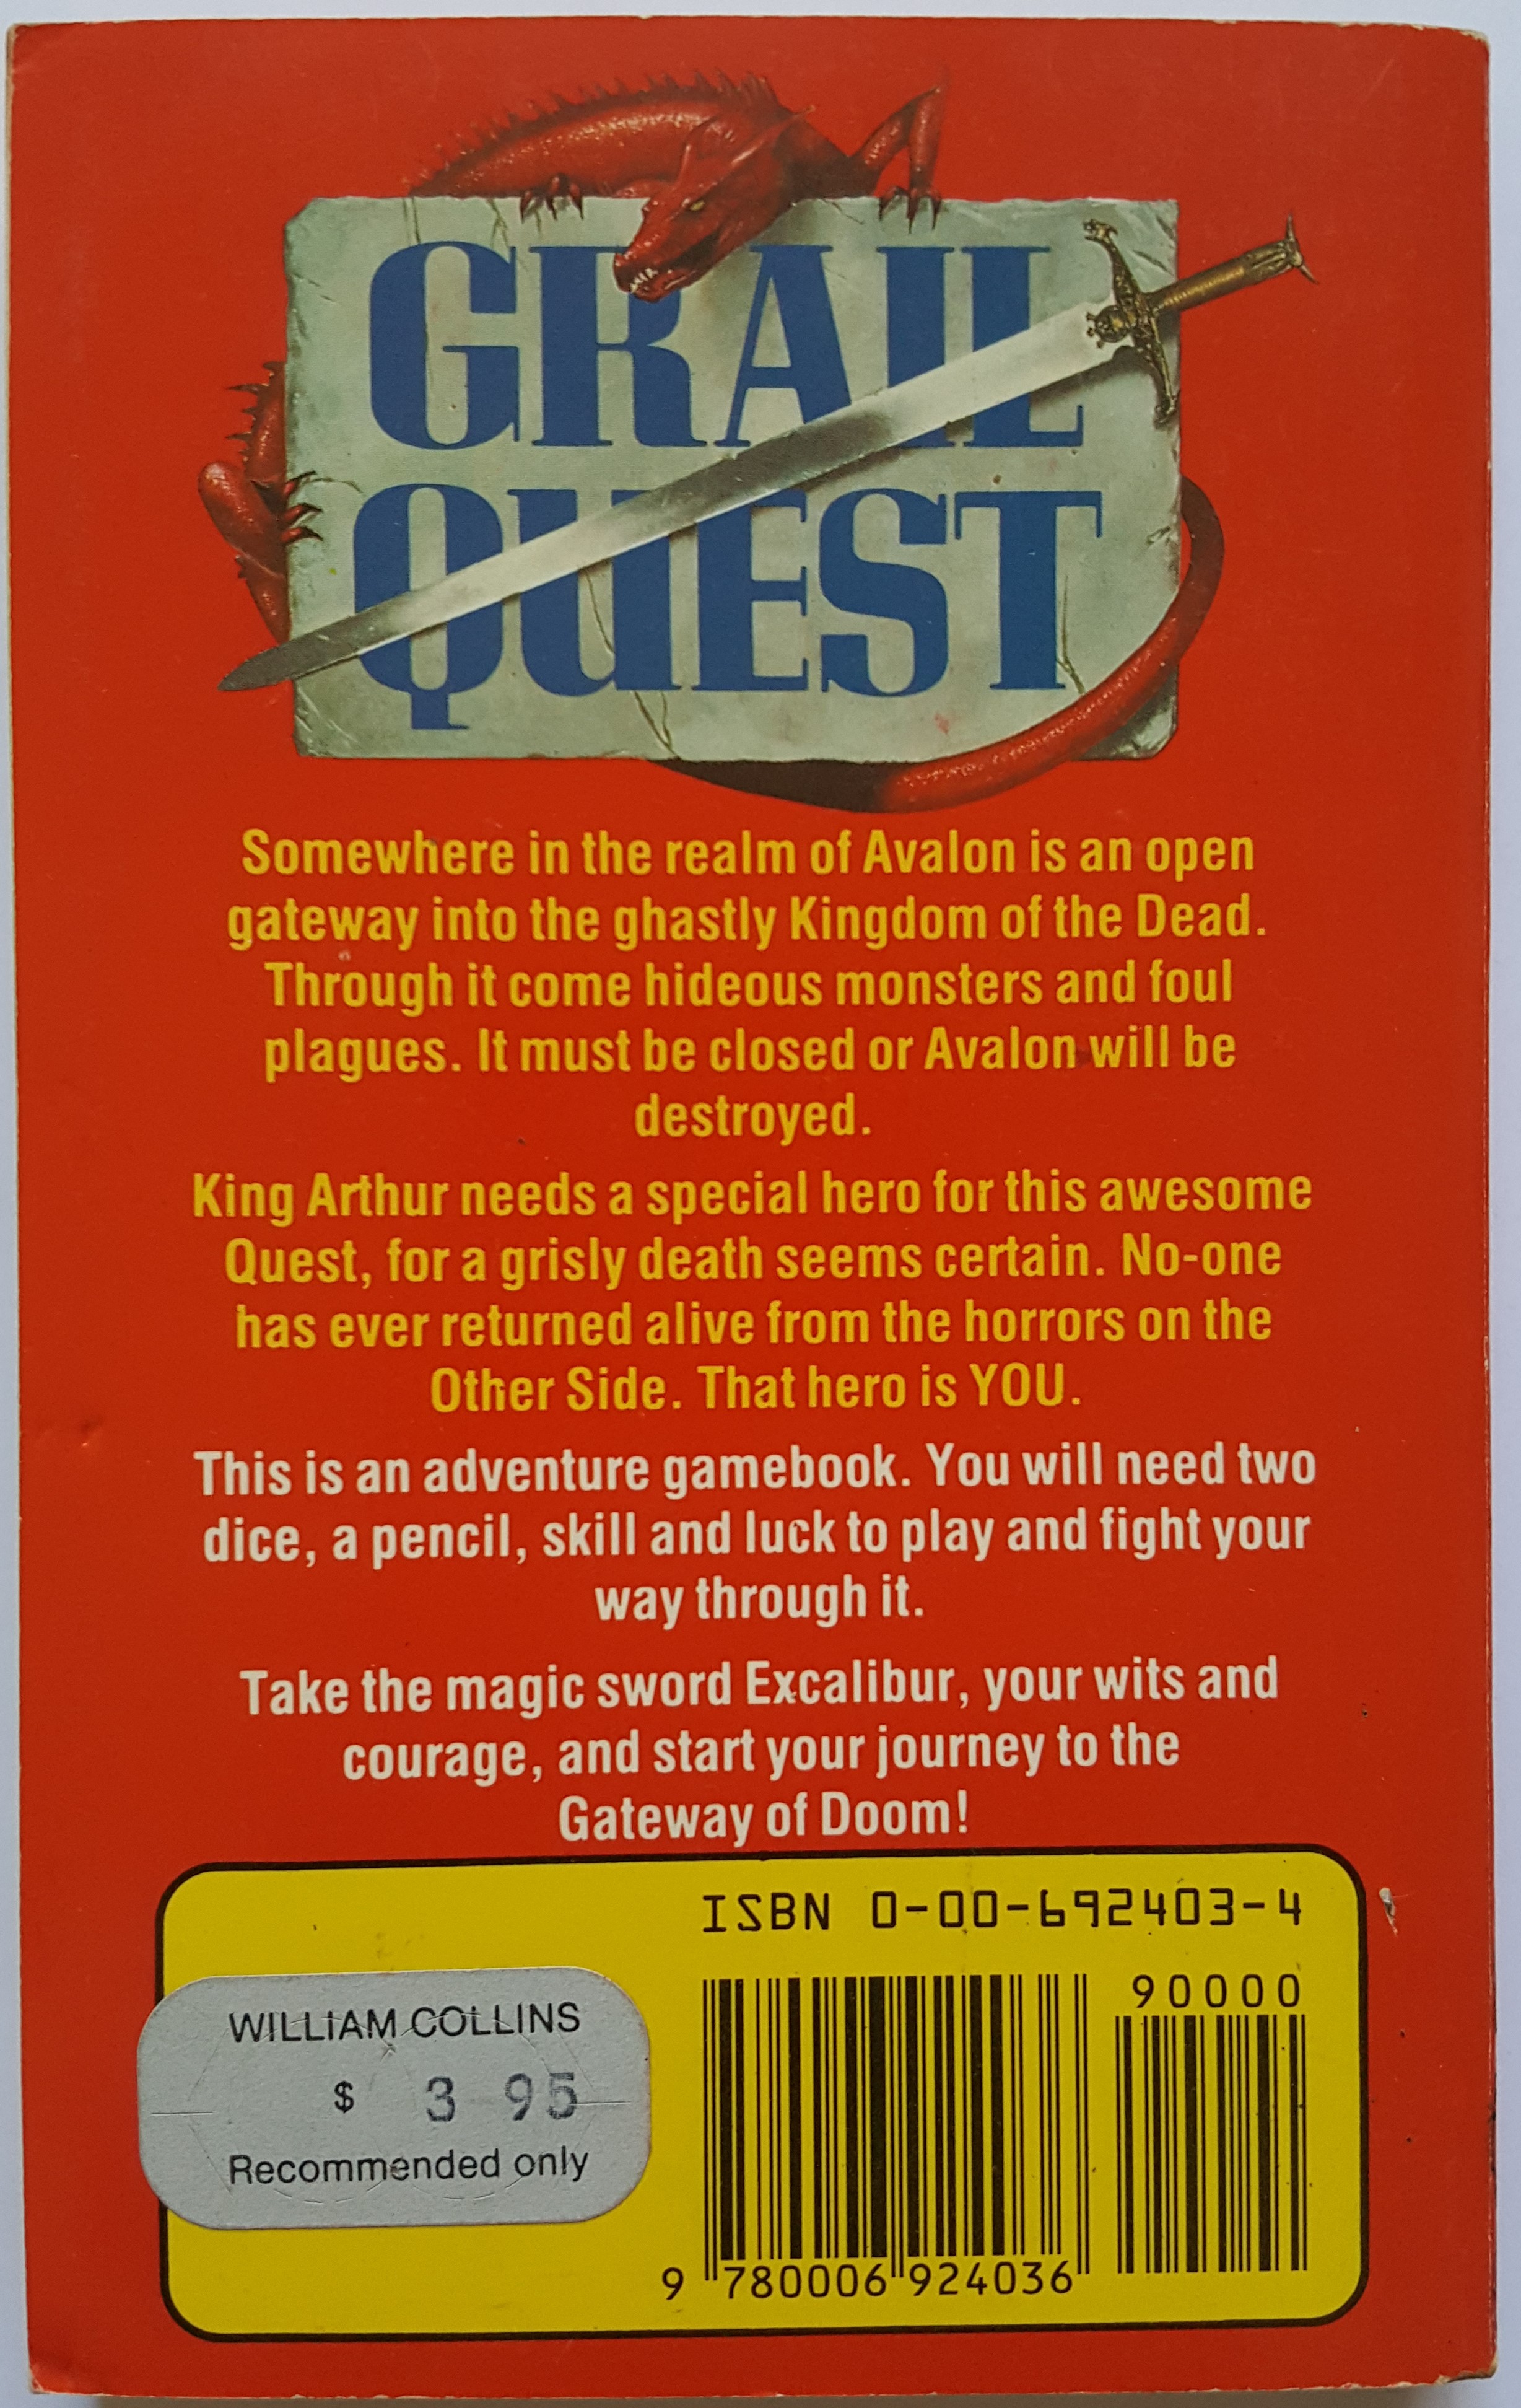 GRAIL
QUEST
Somewhere in the realm of Avalon is an open
gateway into the ghastly Kingdom of the Dead.
Through it come hideous monsters and foul
plagues. It must be closed or Avalon will be
destroyed.
King Arthur needs a special hero for this awesome
Quest, for a grisly death seems certain. No-one
has ever returned alive from the horrors on the
Other Side. That hero is YOU.
This is an adventure gamebook. You will need two
dice, a pencil, skill and luck to play and fight your
way through it.
Take the magic sword Excalibur, your wits and
courage, and start your journey to the
Gateway of Doom!
ISBN 0-00-692403-4
90000
WILLIAM COLLINS
$ 3 95
Recommended only
9 780006 924036